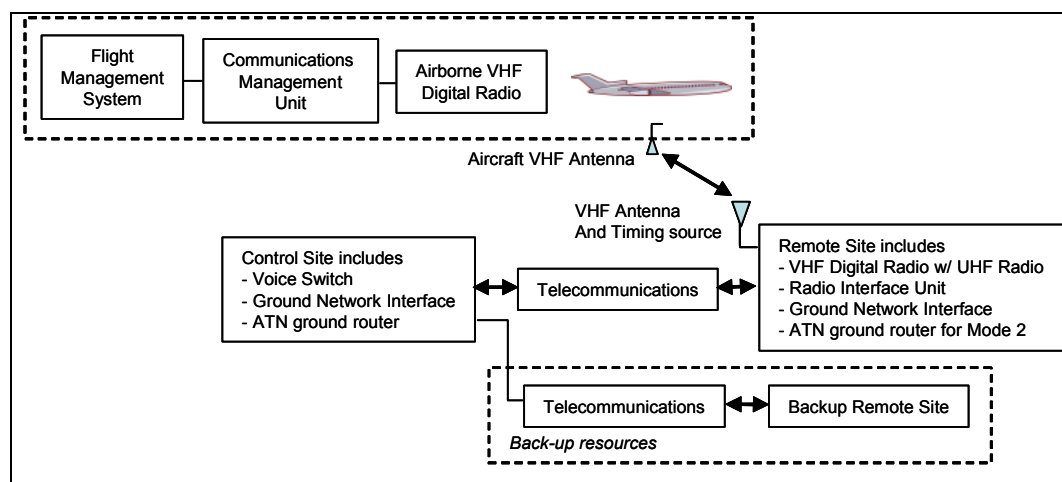 Flight
Management
System
Communications
Management
Unit
Airborne VHF
Digital Radio
Aircraft VHF Antenna
VHF Antenna
And Timing source
Control Site includes
- Voice Switch
- Ground Network Interface
- ATN ground router
Telecommunications
Remote Site includes
- VHF Digital Radio w/ UHF Radio
- Radio Interface Unit
- Ground Network Interface
- ATN ground router for Mode 2
Telecommunications
Backup Remote Site
Back-up resources